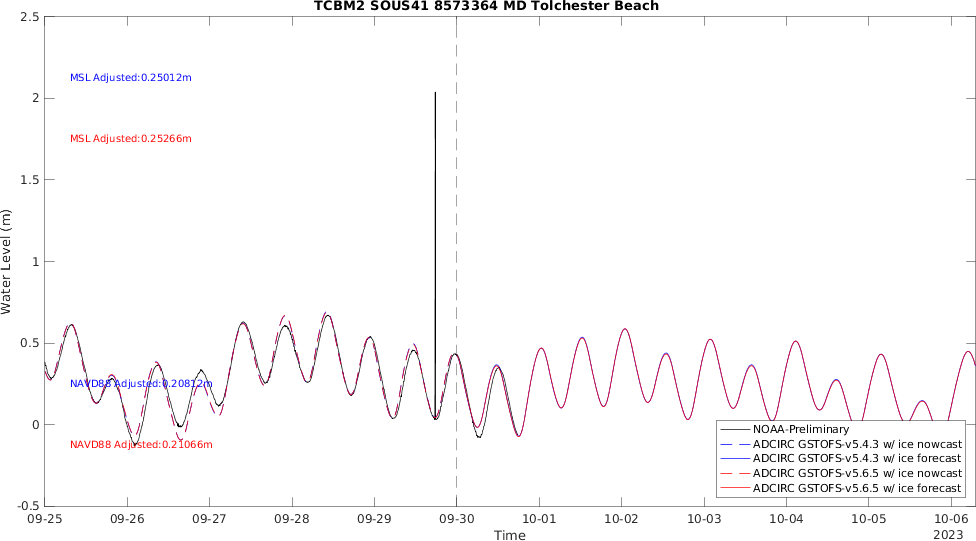 TCBM2 SOUS41 8573364 MD Tolchester Beach
2.5
MSL Adjusted:0.25012m
2
MSL Adjusted:0.25266m
1.5
Water Level (m)
1
0.5
NAVD88 Adjusted:0.20812m
0
NAVD88 Adjusted:0.21066m
NOAA-Preliminary
ADCIRC GSTOFS-v5.4.3 w/ ice nowcast
ADCIRC GSTOFS-v5.4.3 w/ ice forecast
ADCIRC GSTOFS-v5.6.5 w/ ice nowcast
ADCIRC GSTOFS-v5.6.5 w/ ice forecast
-0.5
09-25 09-26 09-27 09-28 09-29 09-30 10-01 10-02 10-03 10-04 10-05 10-06
Time
2023